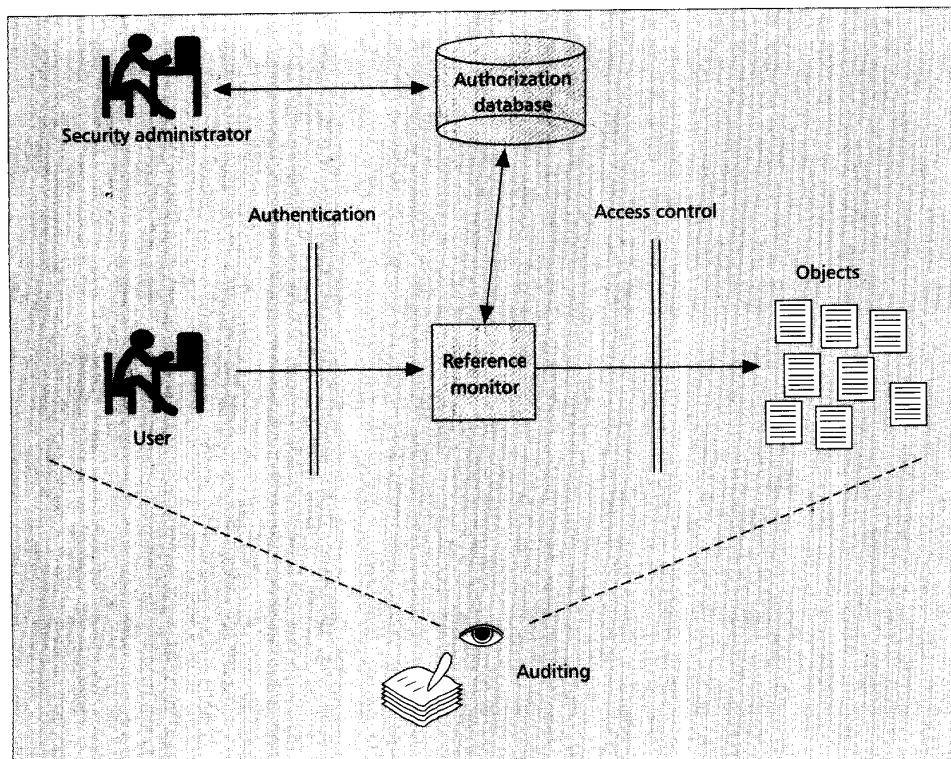 Authorization
database
Security administrator
Authentication
Access control
Objects
Reference
monitor
User
Auditing